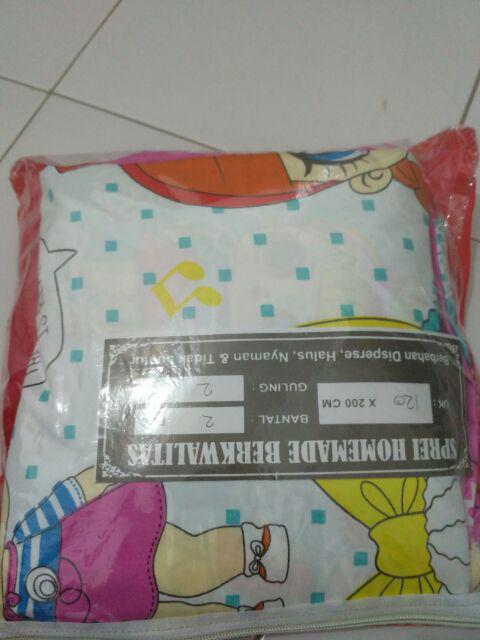 SPREI HOMEMADE BERKWALITAS
UK : 120 X 200 CM
BANTAL : 2
GULING : 2
Berbahan Disperse, Halus, Nyaman & Tidak Luntur